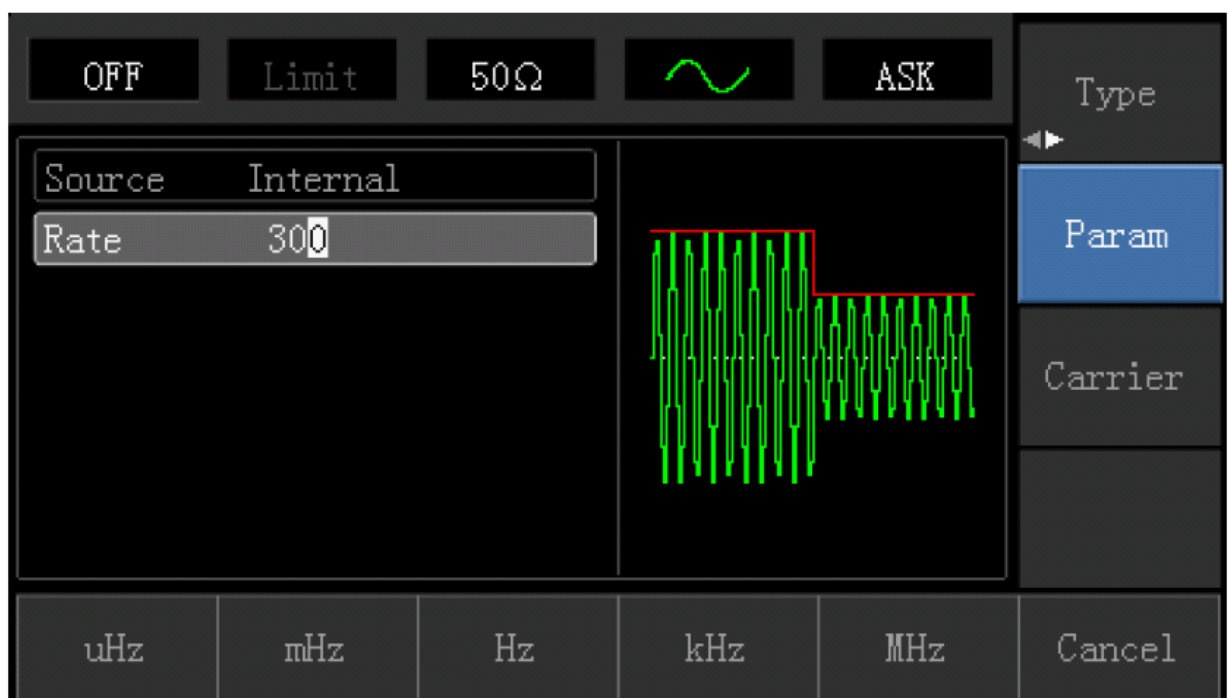 OFF Limit 50Ω ASK
Type
Source Internal
Rate 300
Param
Carrier
uHz mHz Hz kHz MHz Cancel